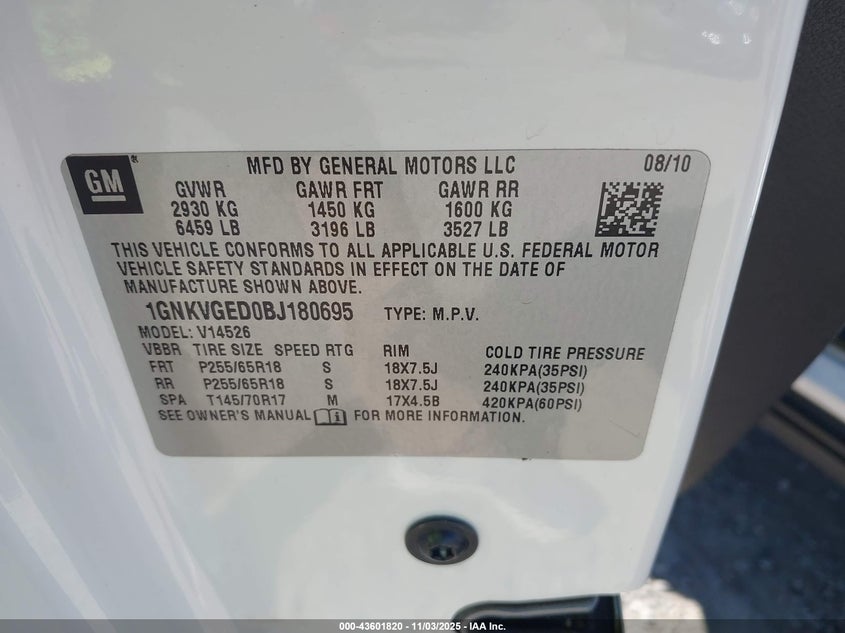 GM MFD BY GENERAL MOTORS LLC 08/10
GVWR GAWR FRT GAWR RR
2930 KG 1450 KG 1600 KG
6459 LB 3196 LB 3527 LB
THIS VEHICLE CONFORMS TO ALL APPLICABLE U.S. FEDERAL MOTOR
VEHICLE SAFETY STANDARDS IN EFFECT ON THE DATE OF
MANUFACTURE SHOWN ABOVE.
1GNKVGED0BJ180695 TYPE: M.P.V.
MODEL: V14526
VBBR TIRE SIZE SPEED RTG RIM COLD TIRE PRESSURE
FRT P255/65R18 S 18X7.5J 240KPA(35PSI)
RR P255/65R18 S 18X7.5J 240KPA(35PSI)
SPA T145/70R17 M 17X4.5B 420KPA(60PSI)
SEE OWNER'S MANUAL FOR MORE INFORMATION.
000-43601820 - 11/03/2025 - IAA Inc.